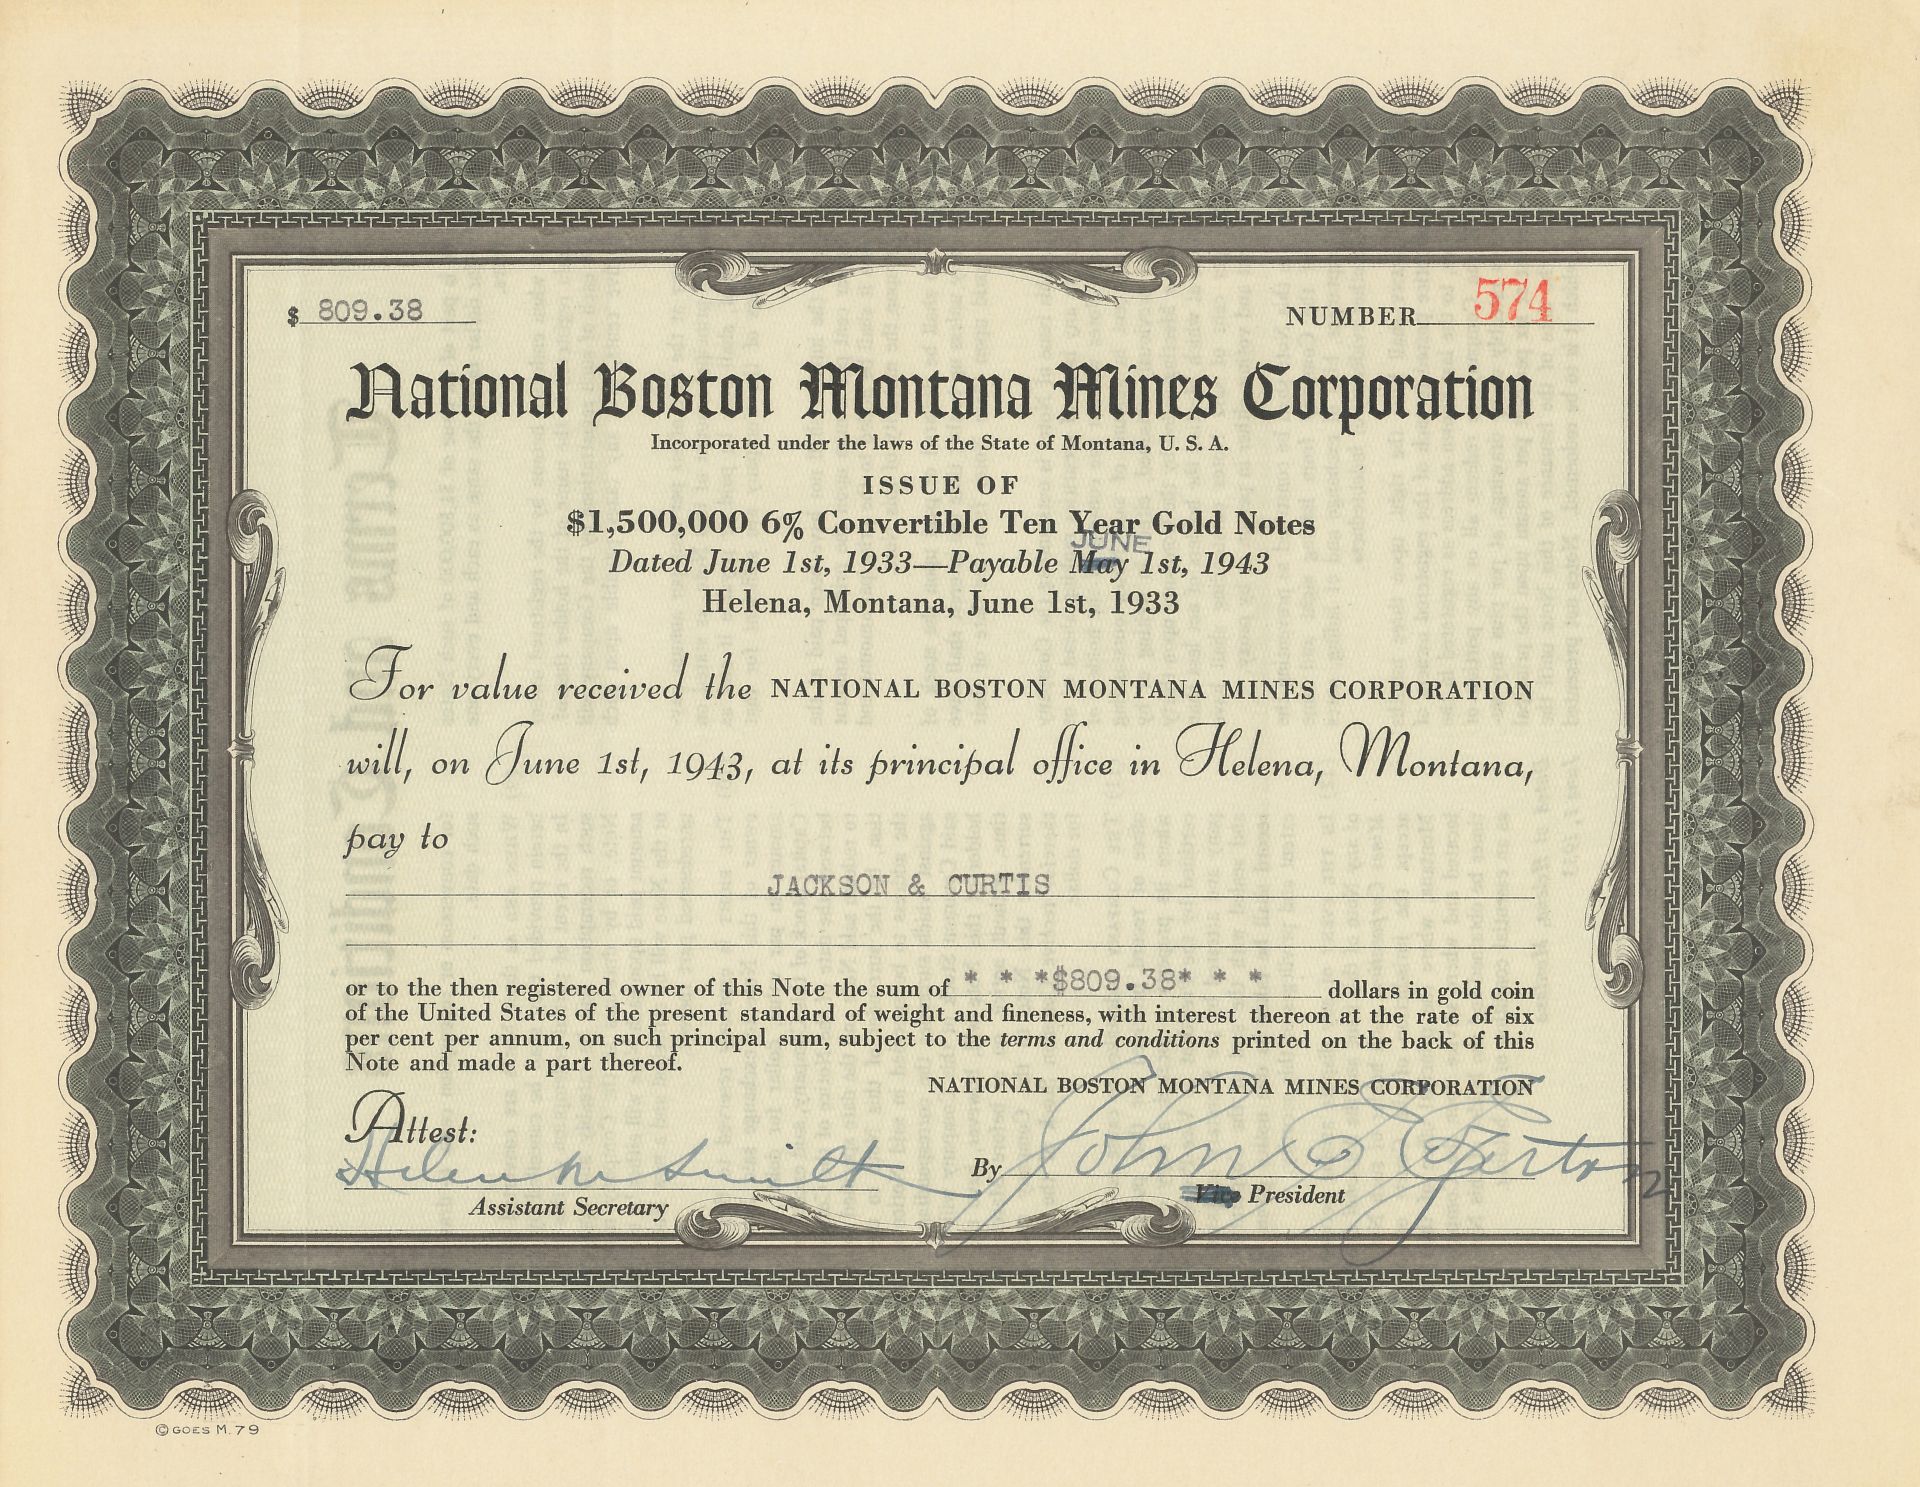 $ 809.38
NUMBER 574
National Boston Montana Mines Corporation
Incorporated under the laws of the State of Montana, U. S. A.
ISSUE OF
$1,500,000 6% Convertible Ten Year Gold Notes
JUNE
Dated June 1st, 1933—Payable May 1st, 1943
Helena, Montana, June 1st, 1933
For value received the NATIONAL BOSTON MONTANA MINES CORPORATION
will, on June 1st, 1943, at its principal office in Helena, Montana,
pay to
JACKSON & CURTIS
or to the then registered owner of this Note the sum of * * *$809.38* * * dollars in gold coin
of the United States of the present standard of weight and fineness, with interest thereon at the rate of six
per cent per annum, on such principal sum, subject to the terms and conditions printed on the back of this
Note and made a part thereof.
NATIONAL BOSTON MONTANA MINES CORPORATION
Attest:
Helen M Smith
By John
Assistant Secretary
Vice President
© GOES M. 79